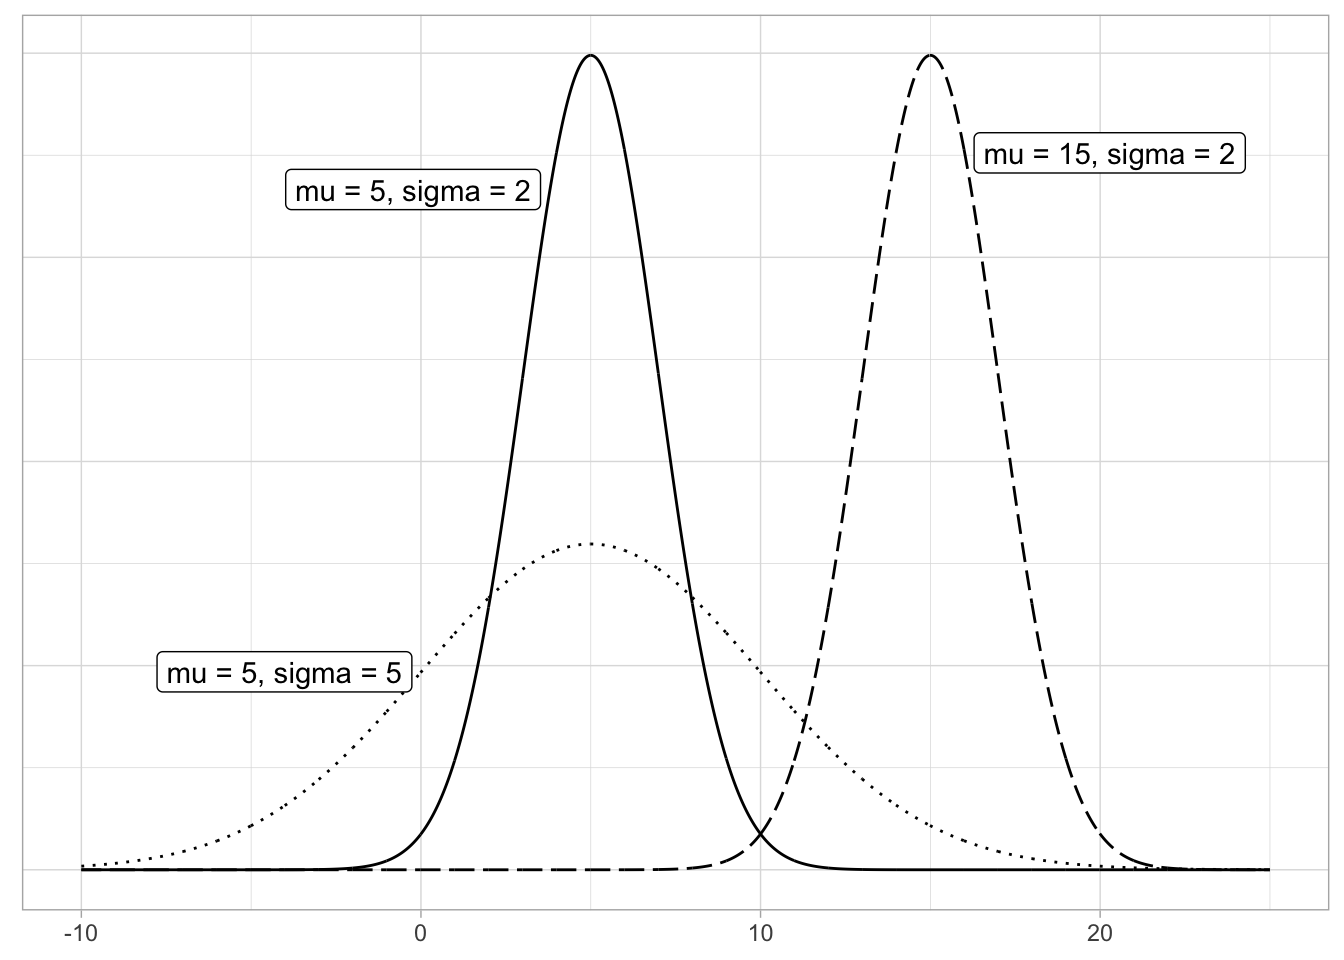 mu = 15, sigma = 2
mu = 5, sigma = 2
mu = 5, sigma = 5
-10 0 10 20